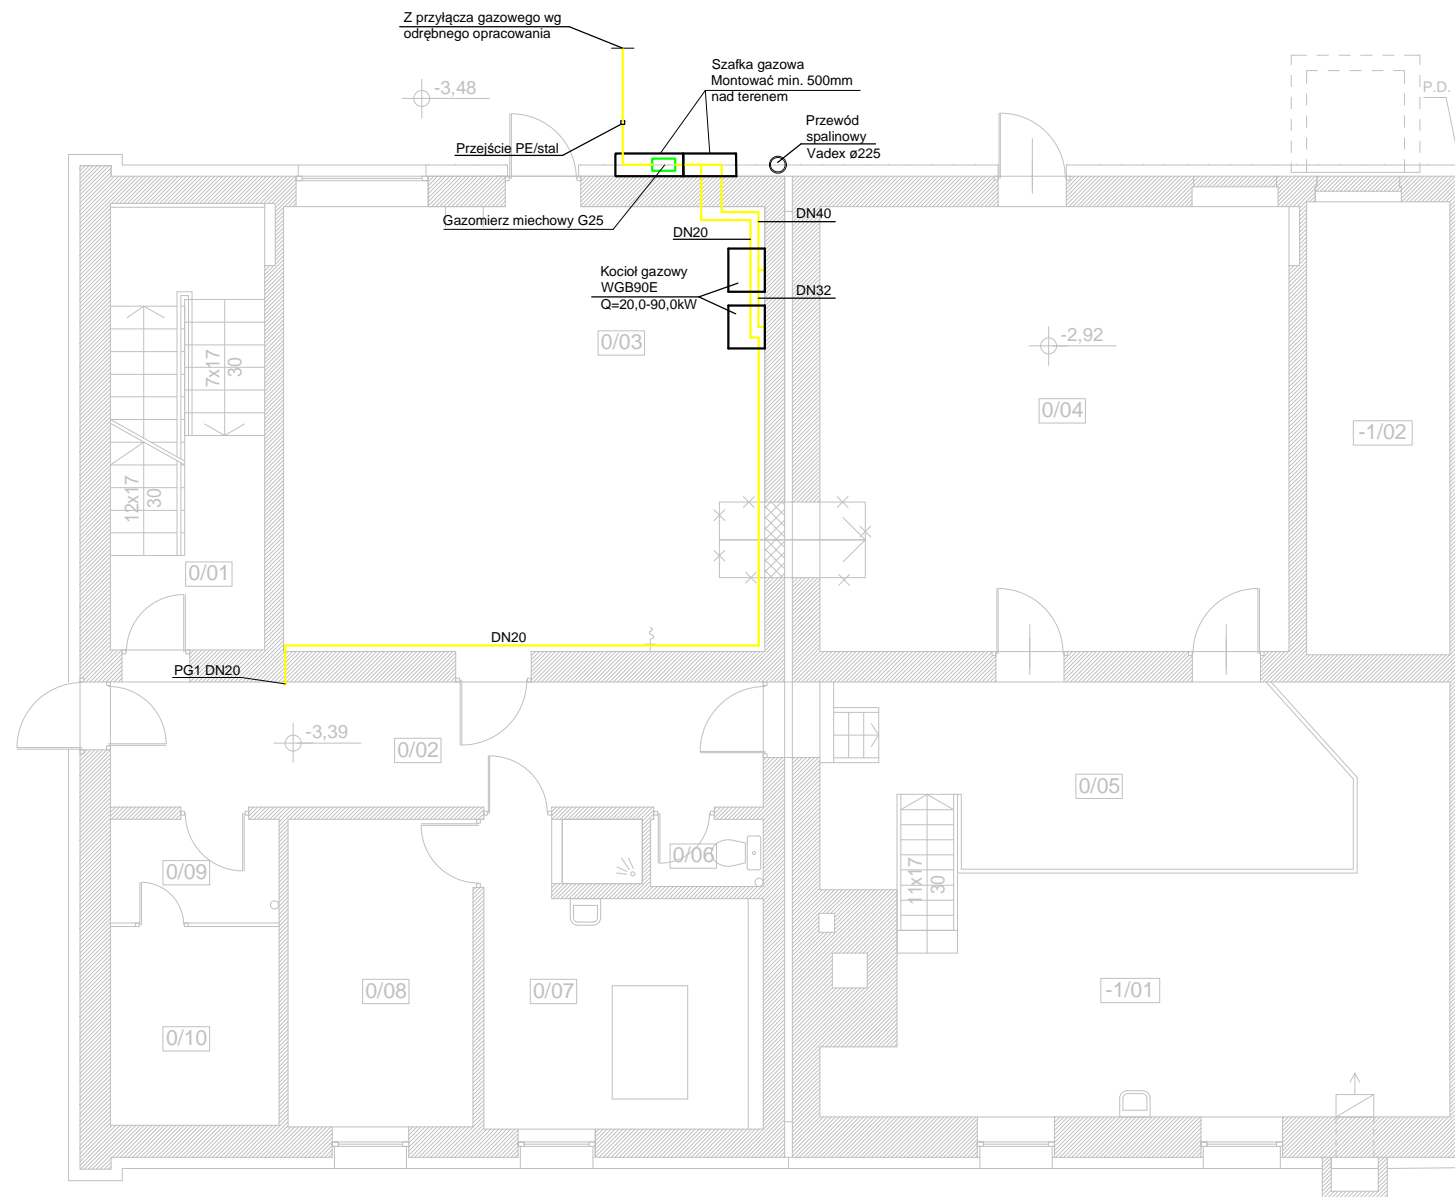 Z przyłącza gazowego wg
odrębnego opracowania
-3,48
Szafka gazowa
Montować min. 500mm
nad terenem
P.D.
Przewód
spalinowy
Vadex ø225
Przejście PE/stal
Gazomierz miechowy G25
DN40
DN20
Kocioł gazowy
WGB90E
Q=20,0-90,0kW
DN32
0/03
-2,92
7x17
30
0/04
-1/02
12x17
30
0/01
DN20
PG1 DN20
-3,39
0/02
0/05
0/06
0/09
11x17
30
0/08
0/07
-1/01
0/10